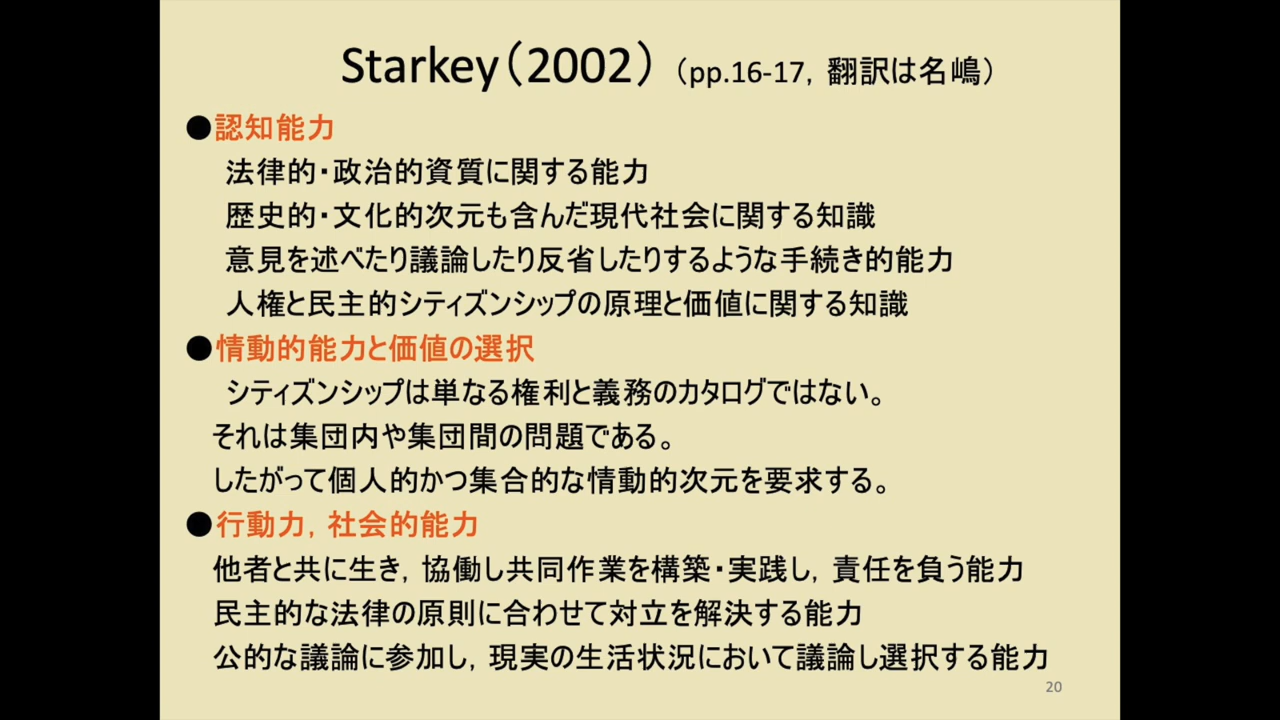 Starkey（2002）（pp.16-17，翻訳は名嶋）
●認知能力
法律的・政治的資質に関する能力
歴史的・文化的次元も含んだ現代社会に関する知識
意見を述べたり議論したり反省したりするような手続き的能力
人権と民主的シティズンシップの原理と価値に関する知識
●情動的能力と価値の選択
シティズンシップは単なる権利と義務のカタログではない。
それは集団内や集団間の問題である。
したがって個人的かつ集合的な情動的次元を要求する。
●行動力，社会的能力
他者と共に生き，協働し共同作業を構築・実践し，責任を負う能力
民主的な法律の原則に合わせて対立を解決する能力
公的な議論に参加し，現実の生活状況において議論し選択する能力
20